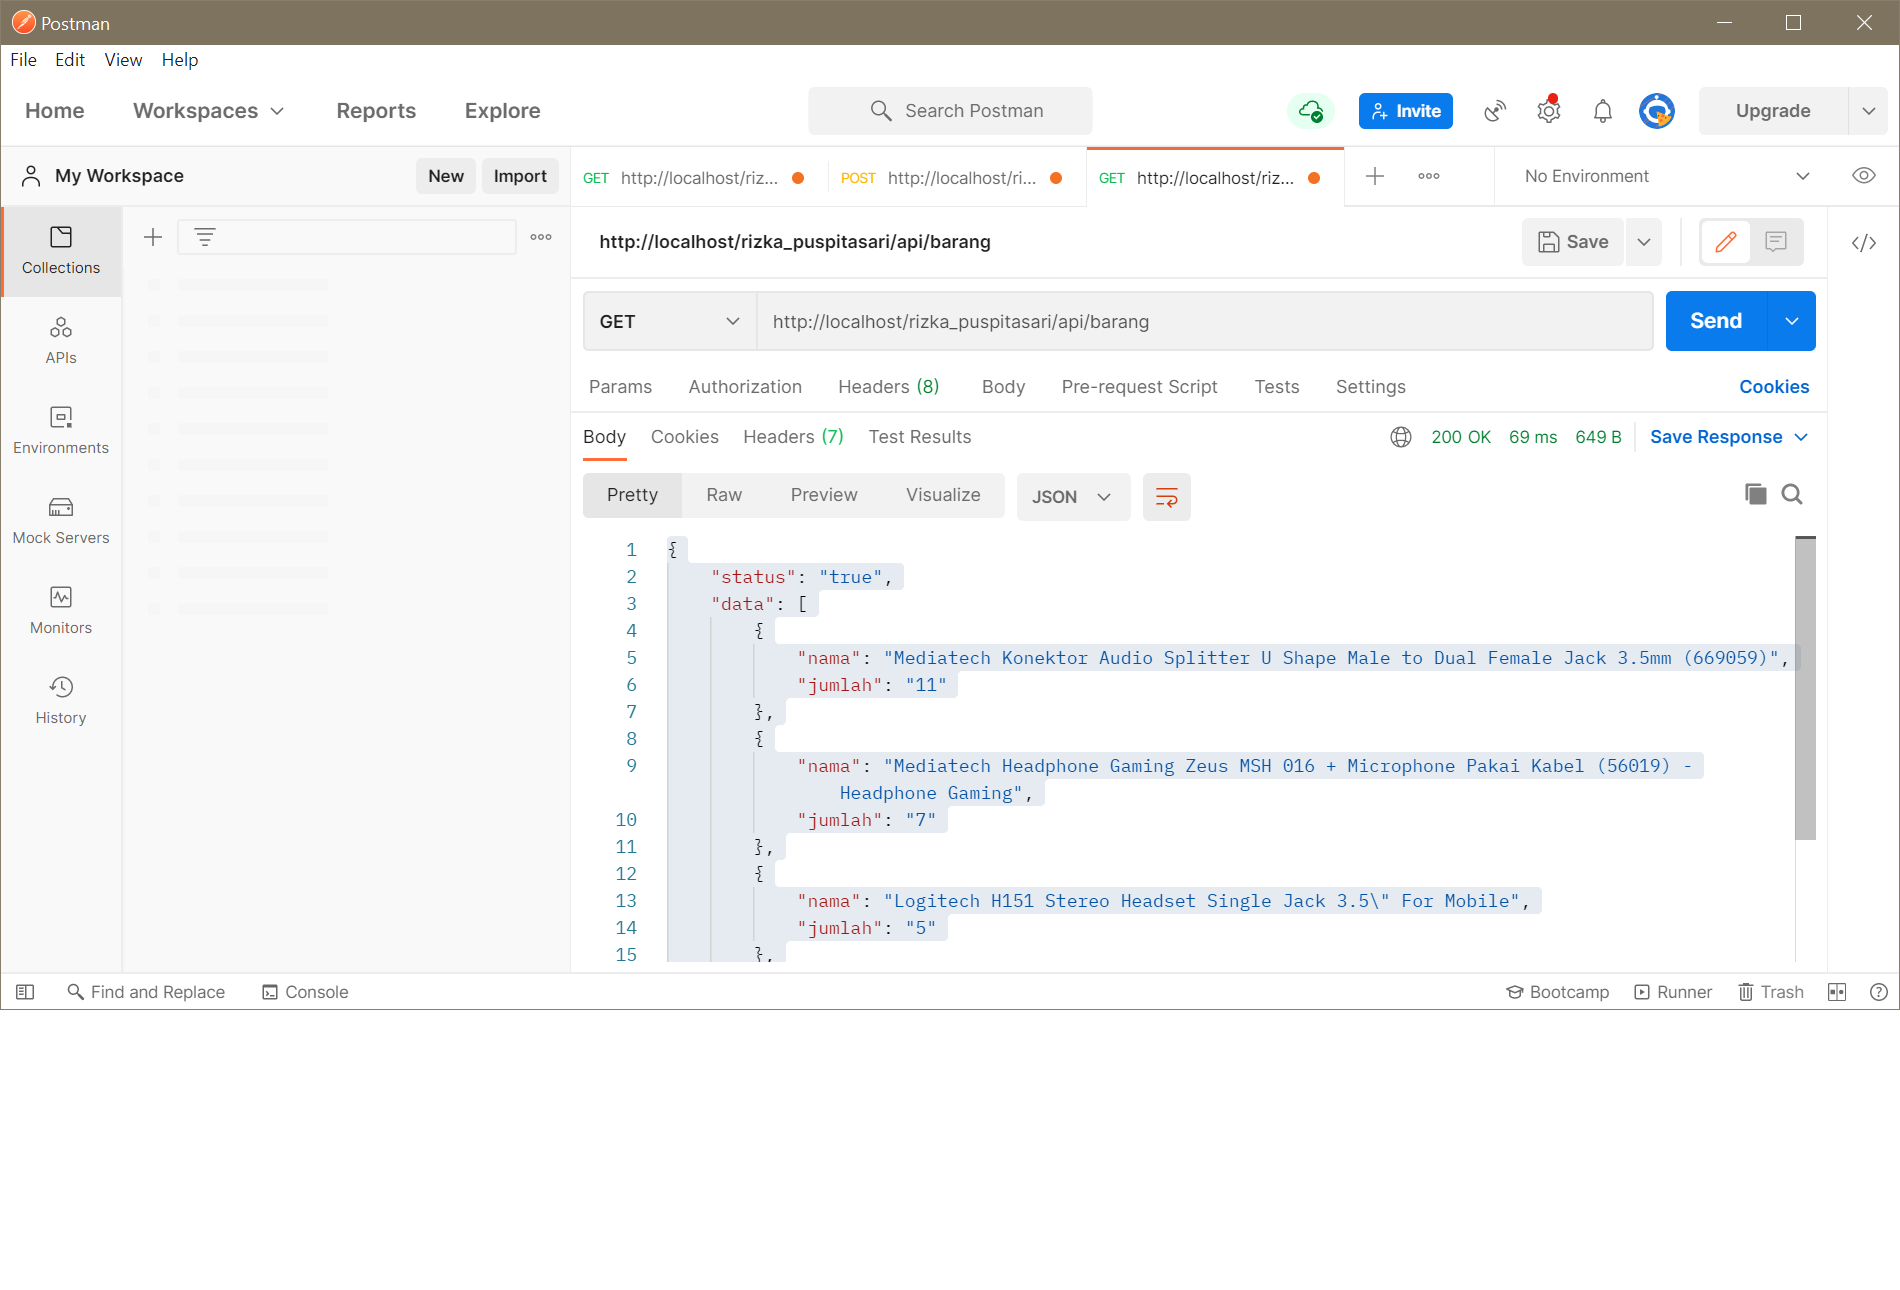 Postman
File Edit View Help
Home Workspaces Reports Explore Search Postman Invite Upgrade
My Workspace New Import GET http://localhost/riz... POST http://localhost/ri... GET http://localhost/riz... No Environment
Collections
APIs
Environments
Mock Servers
Monitors
History
http://localhost/rizka_puspitasari/api/barang Save
GET http://localhost/rizka_puspitasari/api/barang Send
Params Authorization Headers (8) Body Pre-request Script Tests Settings Cookies
Body Cookies Headers (7) Test Results 200 OK 69 ms 649 B Save Response
Pretty Raw Preview Visualize JSON
1 {
2 "status": "true",
3 "data": [
4 {
5 "nama": "Mediatech Konektor Audio Splitter U Shape Male to Dual Female Jack 3.5mm (669059)",
6 "jumlah": "11"
7 },
8 {
9 "nama": "Mediatech Headphone Gaming Zeus MSH 016 + Microphone Pakai Kabel (56019) -
Headphone Gaming",
10 "jumlah": "7"
11 },
12 {
13 "nama": "Logitech H151 Stereo Headset Single Jack 3.5\" For Mobile",
14 "jumlah": "5"
15 },
Find and Replace Console Bootcamp Runner Trash